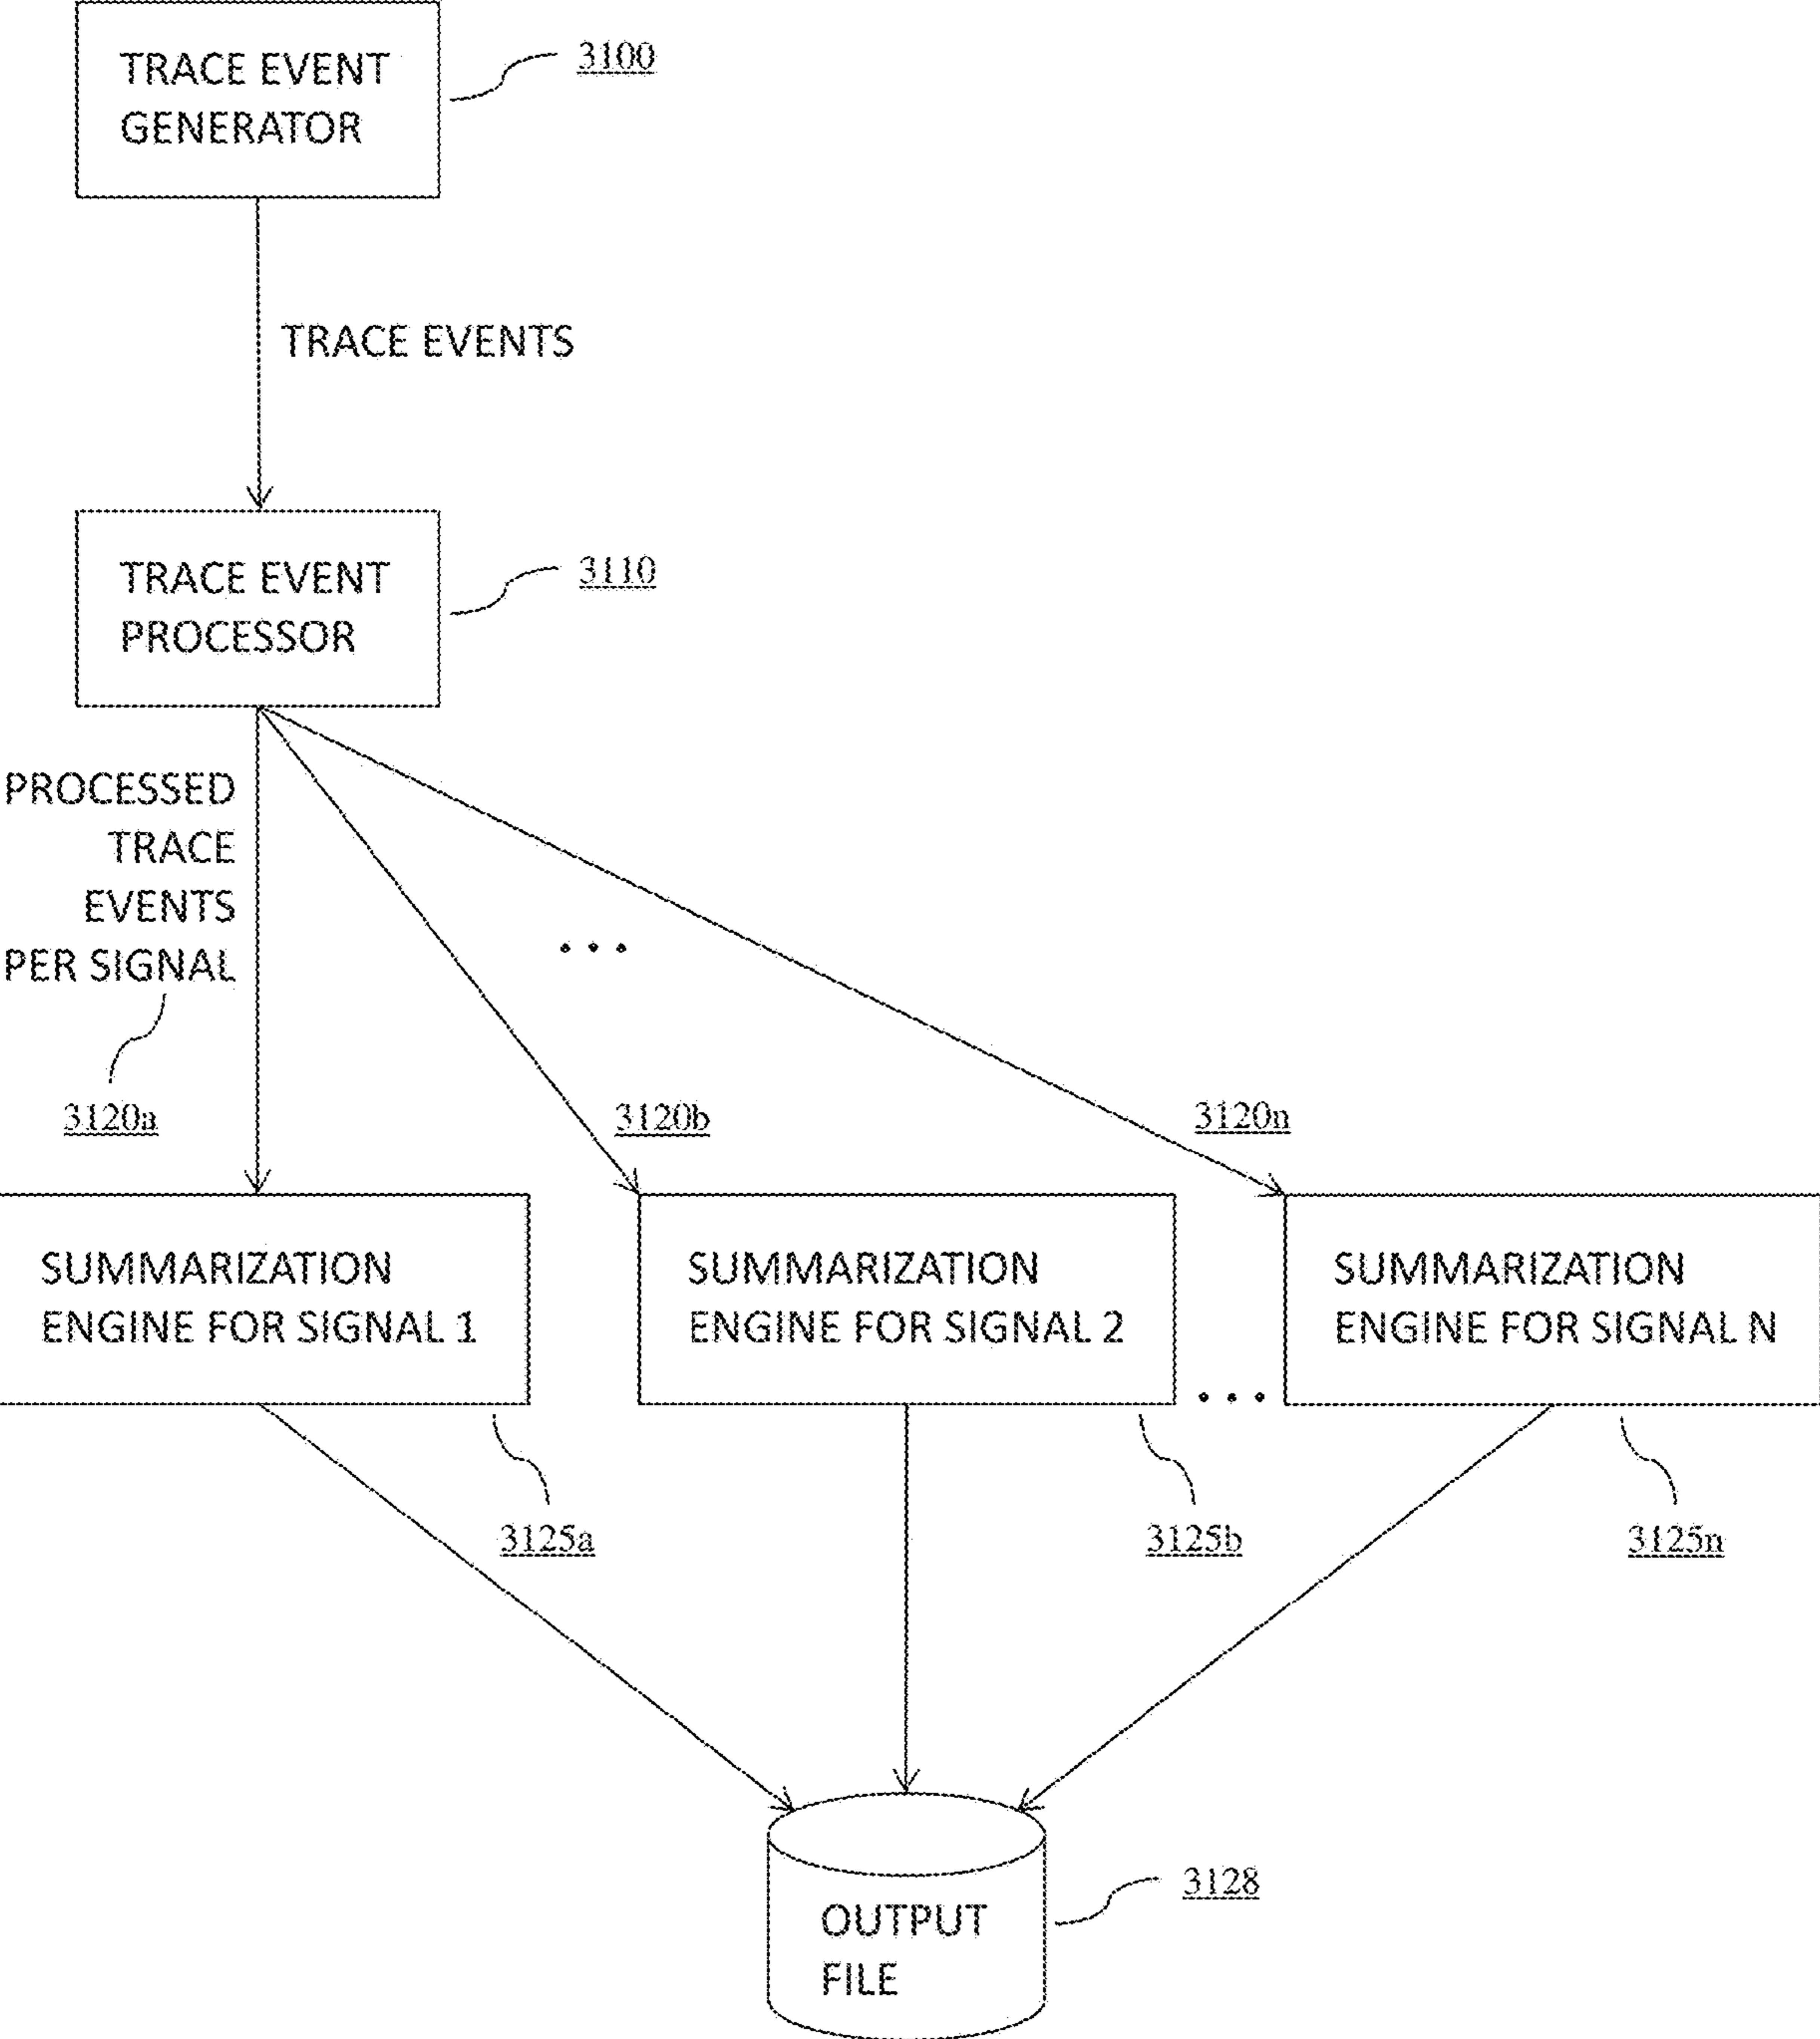 TRACE EVENT
GENERATOR
3100
TRACE EVENTS
TRACE EVENT
PROCESSOR
3110
PROCESSED
TRACE
EVENTS
PER SIGNAL
...
3120a
3120b
3120n
SUMMARIZATION
ENGINE FOR SIGNAL 1
SUMMARIZATION
ENGINE FOR SIGNAL 2
...
SUMMARIZATION
ENGINE FOR SIGNAL N
3125a
3125b
3125n
OUTPUT
FILE
3128